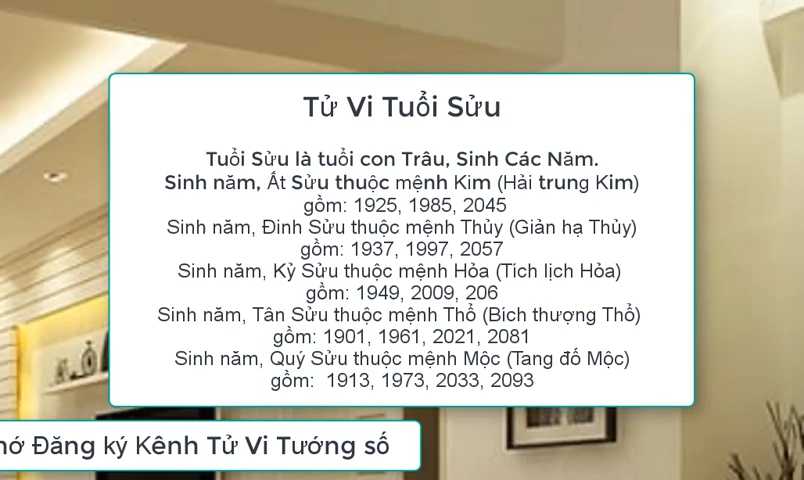 Tử Vi Tuổi Sửu
Tuổi Sửu là tuổi con Trâu, Sinh Các Năm.
Sinh năm, Ất Sửu thuộc mệnh Kim (Hải trung Kim)
gồm: 1925, 1985, 2045
Sinh năm, Đinh Sửu thuộc mệnh Thủy (Giản hạ Thủy)
gồm: 1937, 1997, 2057
Sinh năm, Kỷ Sửu thuộc mệnh Hỏa (Tích lịch Hỏa)
gồm: 1949, 2009, 206
Sinh năm, Tân Sửu thuộc mệnh Thổ (Bích thượng Thổ)
gồm: 1901, 1961, 2021, 2081
Sinh năm, Quý Sửu thuộc mệnh Mộc (Tang đố Mộc)
gồm: 1913, 1973, 2033, 2093
Đăng ký Kênh Tử Vi Tướng số